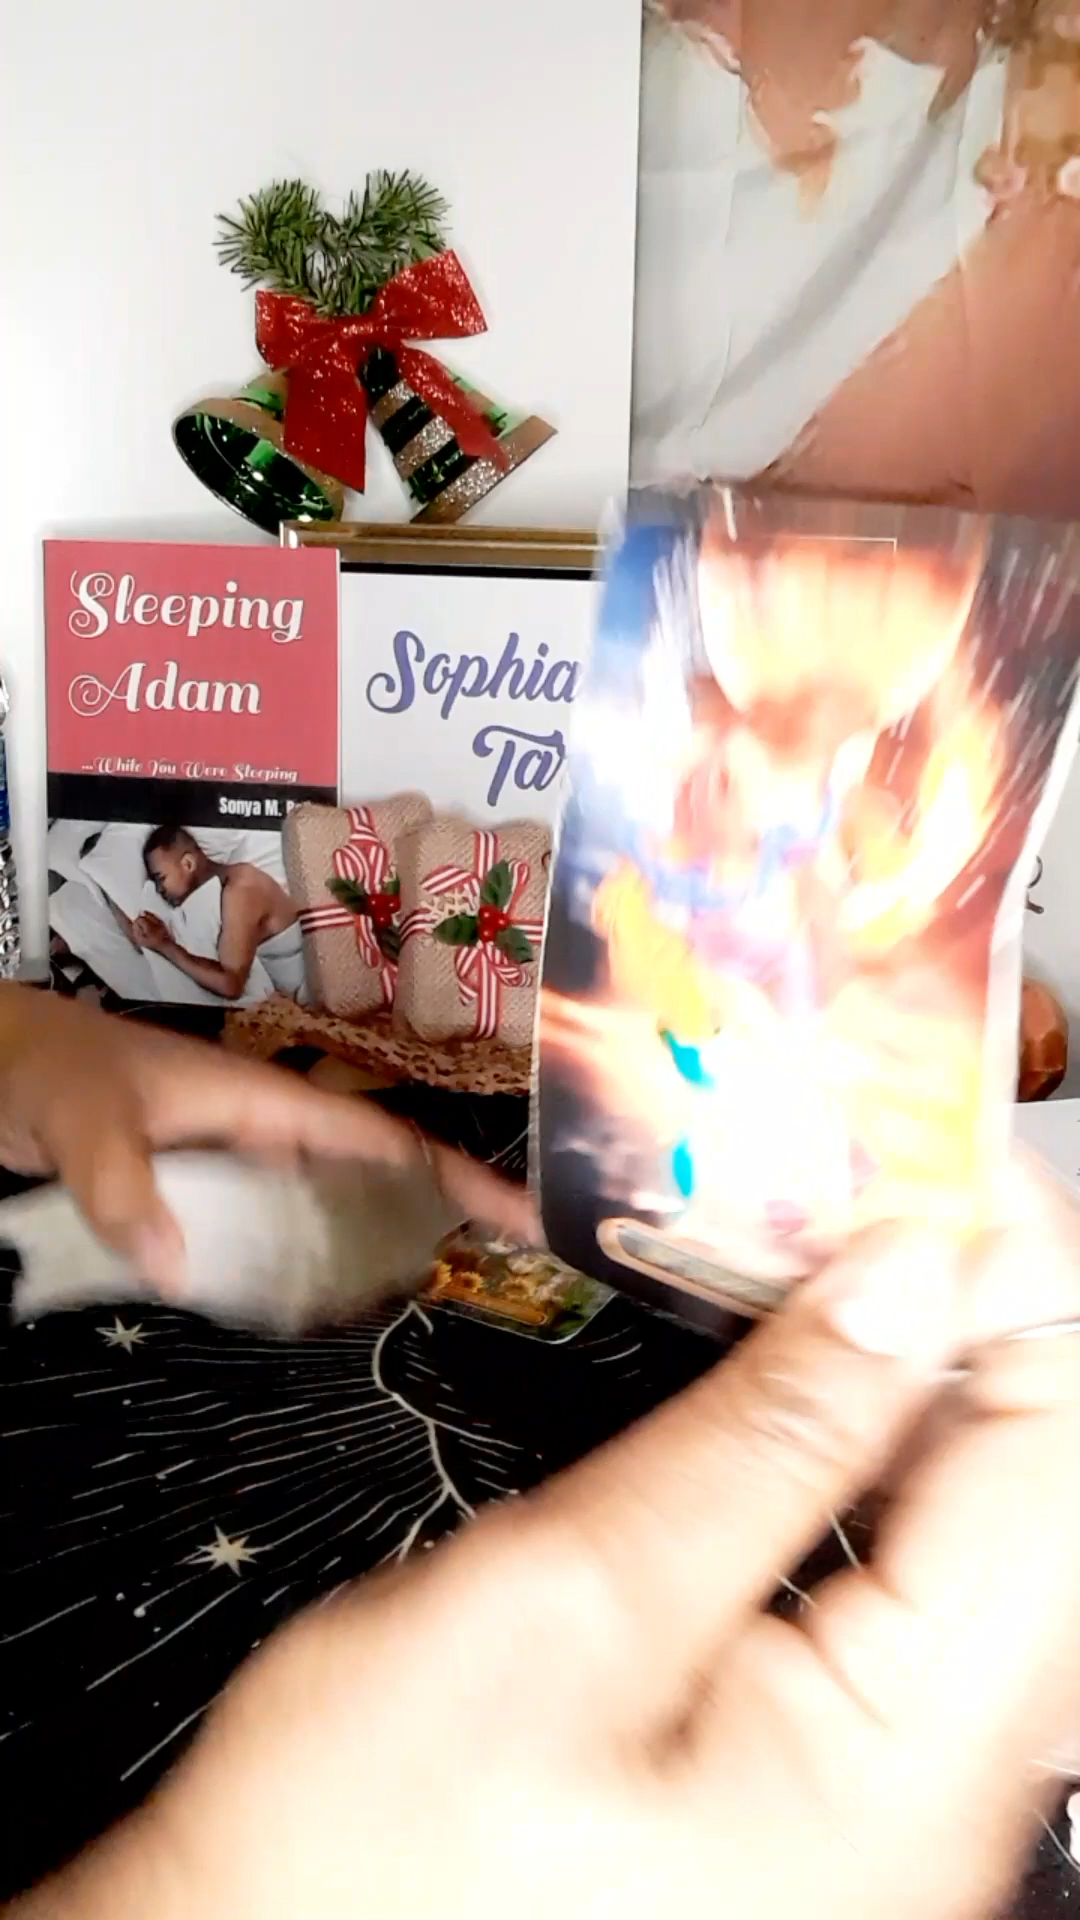 Sleeping
Adam
...While You Were Sleeping
Sonya M.
Sophia
Ta